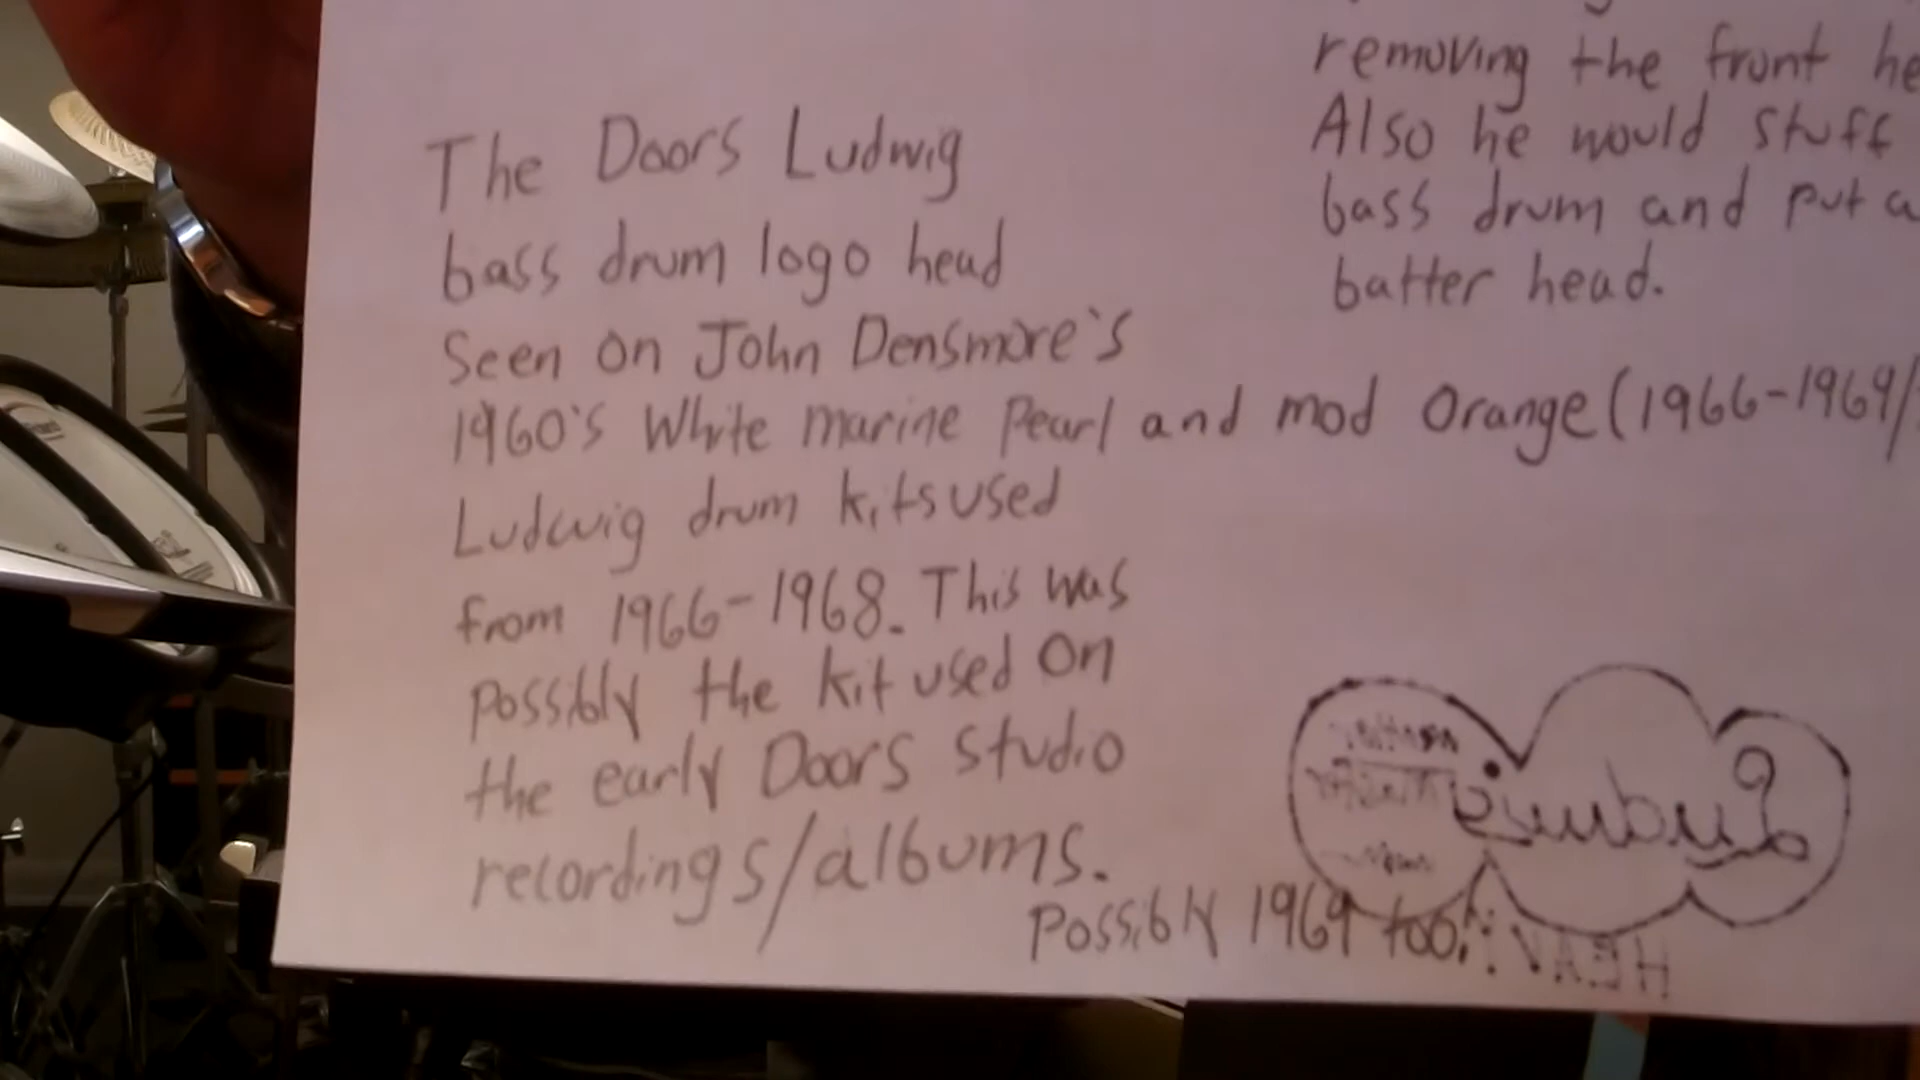 The Doors Ludwig
bass drum logo head
Seen on John Densmore's
1960's White marine Pearl and mod Orange (1966-1969/
Ludwig drum kits used
from 1966-1968. This was
possibly the kit used on
the early Doors studio
recordings/albums.
Possibly 1969 too!
removing the front
Also he would stuff
bass drum and put a
batter head.
Ludwig